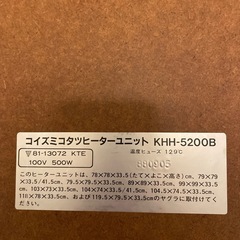 コイズミコタツヒーターユニット KHH-5200B
81-13072 KTE
温度ヒューズ 129℃
100V 500W
580905
このヒーターユニットは、78×78×33.5(たて×よこ×高さ)cm, 79×79
×33.5/41.5cm, 79.5×79.5×33.5cm, 89×89×33.5cm, 99×99×33.5c
m, 103×73×33.5cm, 104×74×33.5/41.5cm, 104.5×74.5×33.5cm,
118×78×33.5cm, および119.5×79.5×33.5cmのヤグラに取付けてくだ
さい。